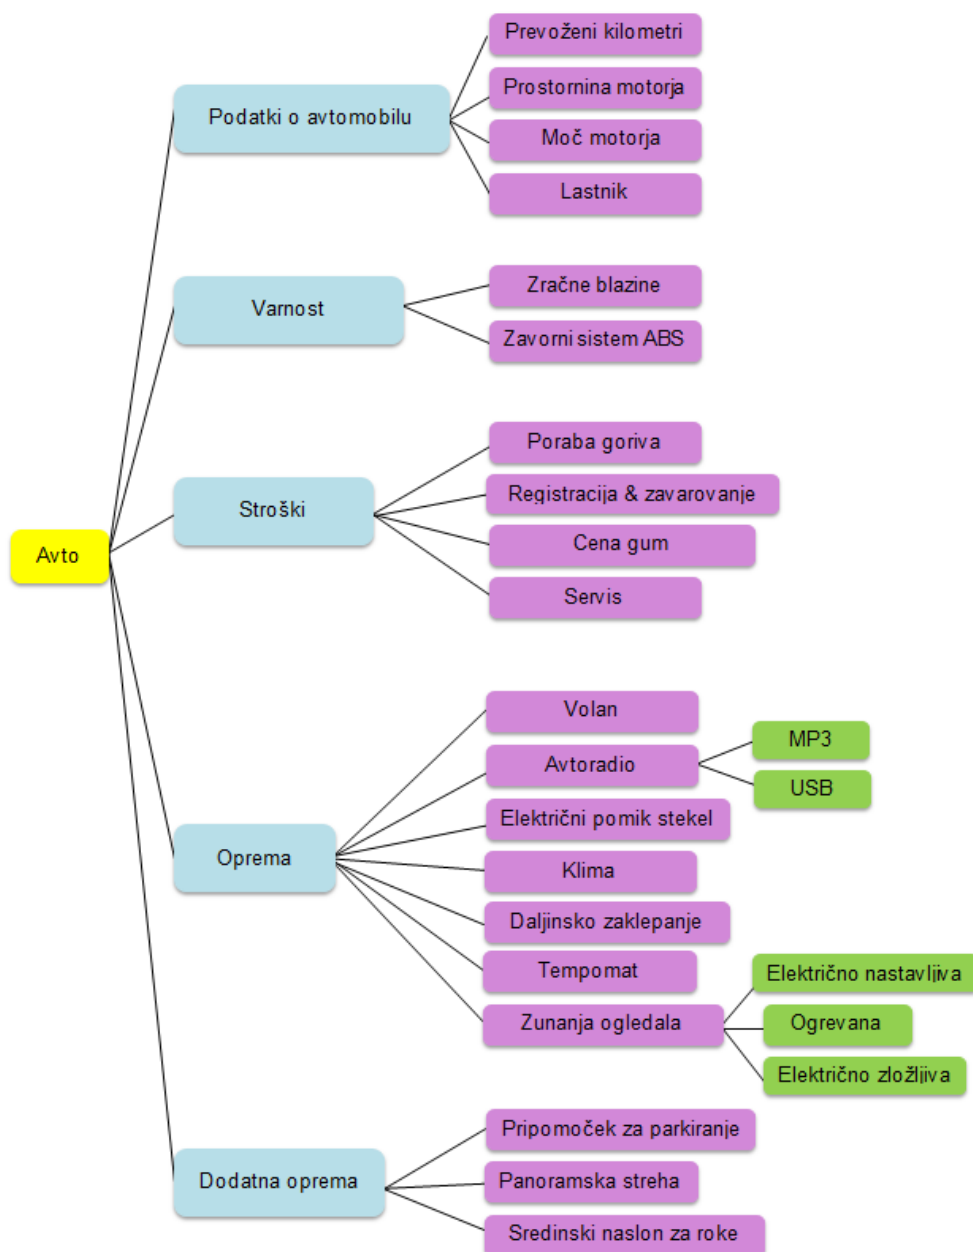 Avto
Podatki o avtomobilu
Prevoženi kilometri
Prostornina motorja
Moč motorja
Lastnik
Varnost
Zračne blazine
Zavorni sistem ABS
Stroški
Poraba goriva
Registracija & zavarovanje
Cena gum
Servis
Oprema
Volan
Avtoradio
MP3
USB
Električni pomik stekel
Klima
Daljinsko zaklepanje
Tempomat
Zunanja ogledala
Električno nastavljiva
Ogrevana
Električno zložljiva
Dodatna oprema
Pripomoček za parkiranje
Panoramska streha
Sredinski naslon za roke